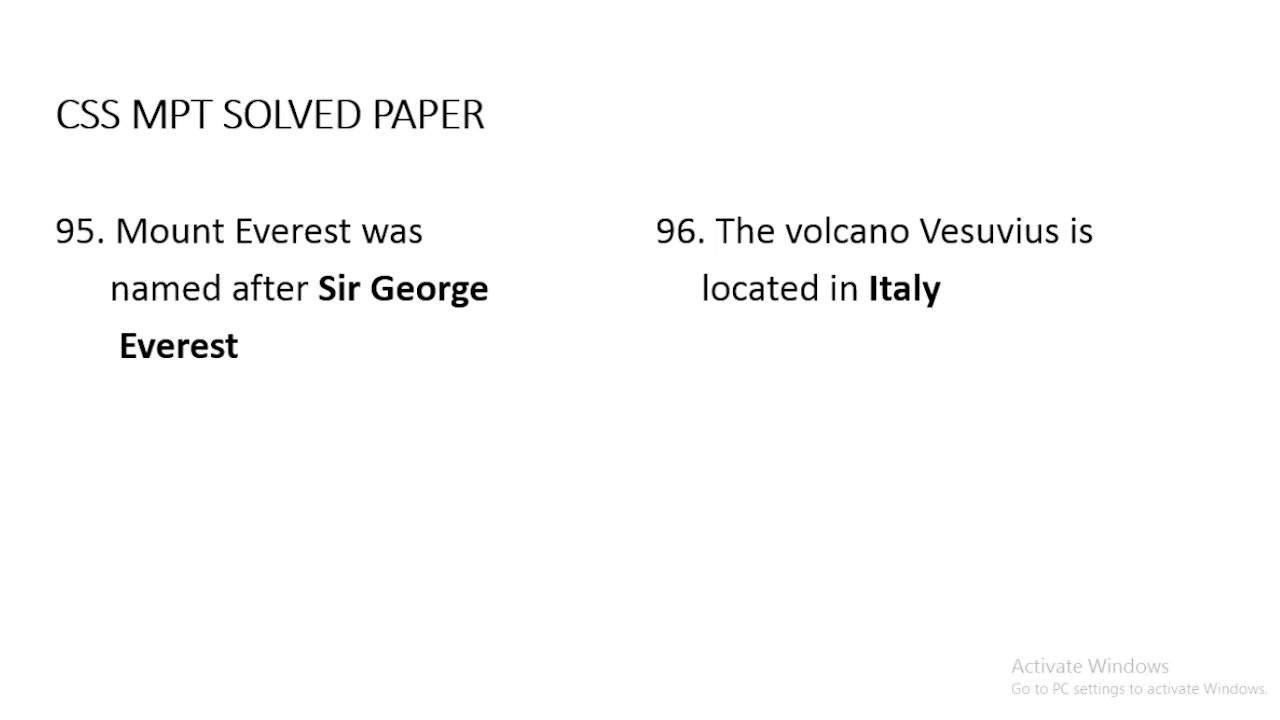 CSS MPT SOLVED PAPER
95. Mount Everest was
named after Sir George
Everest
96. The volcano Vesuvius is
located in Italy
Activate Windows
Go to PC settings to activate Windows.